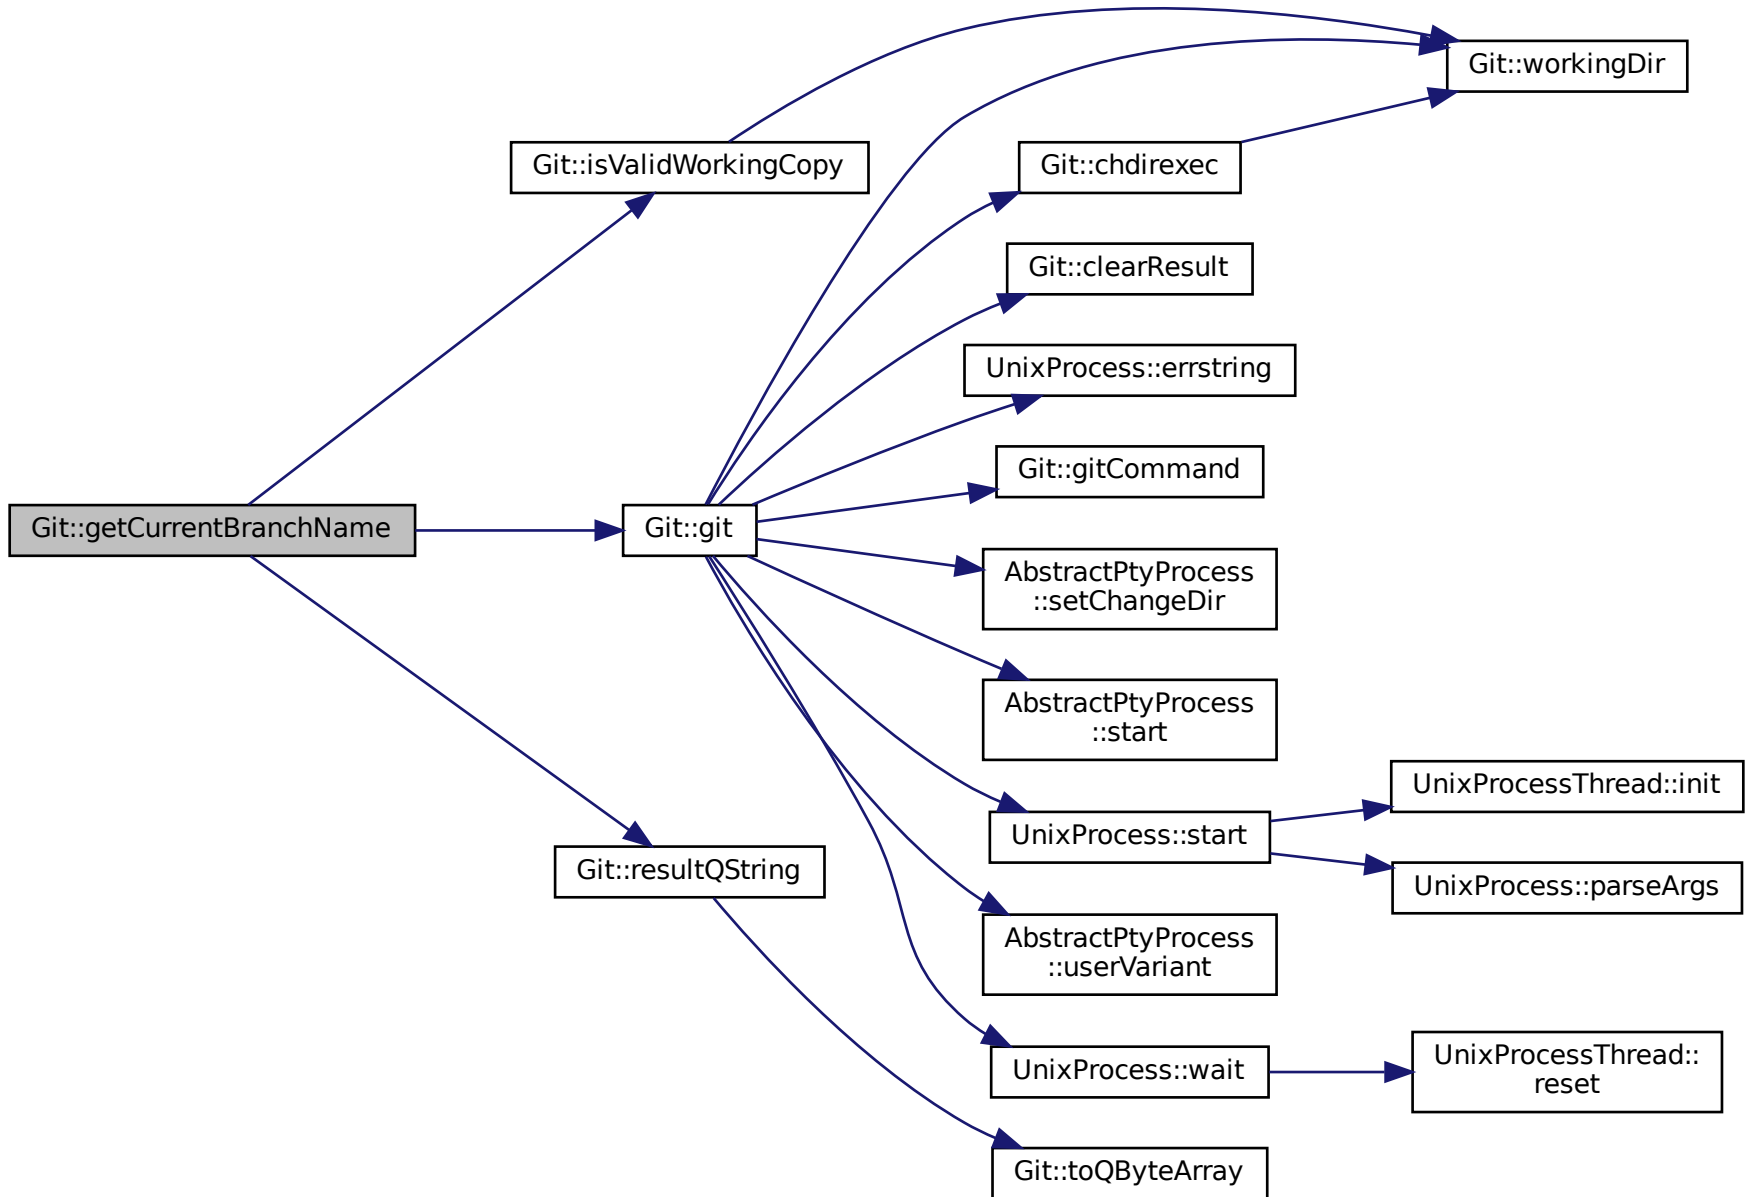 Git::workingDir
Git::isValidWorkingCopy
Git::chdirexec
Git::clearResult
UnixProcess::errstring
Git::gitCommand
Git::getCurrentBranchName
Git::git
AbstractPtyProcess
::setChangeDir
AbstractPtyProcess
::start
UnixProcessThread::init
UnixProcess::start
UnixProcess::parseArgs
Git::resultQString
AbstractPtyProcess
::userVariant
UnixProcess::wait
UnixProcessThread::
reset
Git::toQByteArray